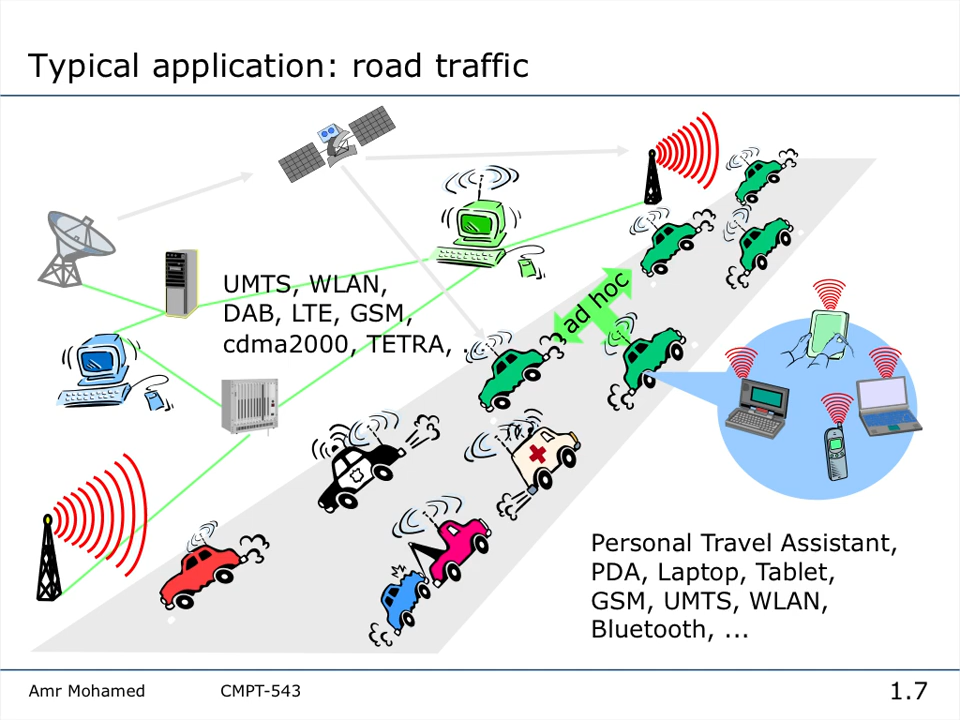 Typical application: road traffic
UMTS, WLAN,
DAB, LTE, GSM,
cdma2000, TETRA, ...
ad hoc
Personal Travel Assistant,
PDA, Laptop, Tablet,
GSM, UMTS, WLAN,
Bluetooth, ...
Amr Mohamed
CMPT-543
1.7